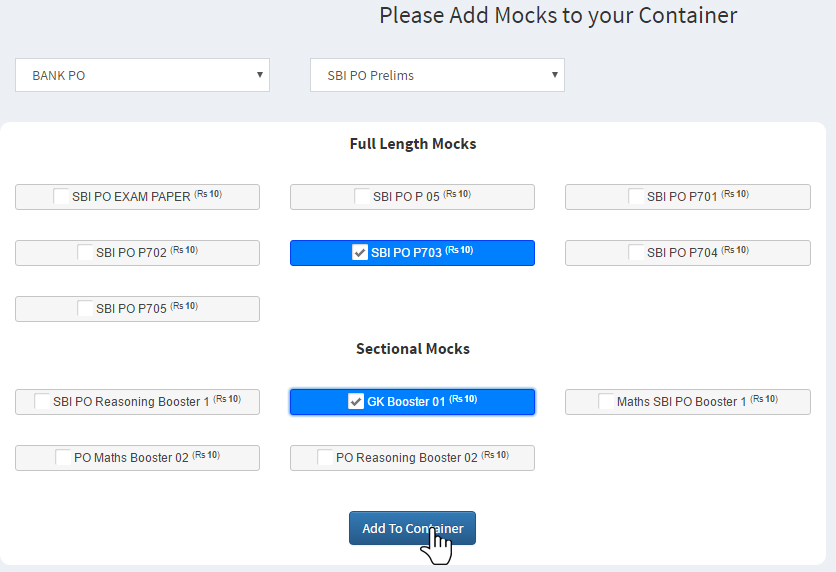 Please Add Mocks to your Container
BANK PO SBI PO Prelims
Full Length Mocks
SBI PO EXAM PAPER (Rs 10) SBI PO P 05 (Rs 10) SBI PO P701 (Rs 10)
SBI PO P702 (Rs 10) SBI PO P703 (Rs 10) SBI PO P704 (Rs 10)
SBI PO P705 (Rs 10)
Sectional Mocks
SBI PO Reasoning Booster 1 (Rs 10) GK Booster 01 (Rs 10) Maths SBI PO Booster 1 (Rs 10)
PO Maths Booster 02 (Rs 10) PO Reasoning Booster 02 (Rs 10)
Add To Container